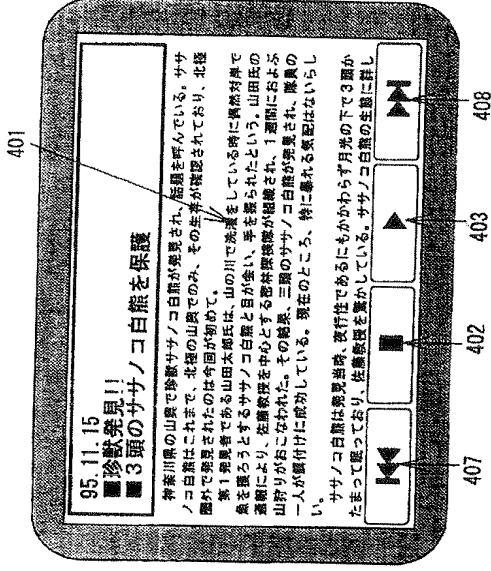 401
95.11.15
■珍獣発見!!
■3頭のササノコ白熊を保護
神奈川県の山奥で珍獣ササノコ白熊が発見され、話題を呼んでいる。ササ
ノコ白熊はこれまで、北極の山奥でのみ、その生存が確認されており、北極
圏外で発見されたのは今回が初めて。
第1発見者である山田太郎氏は、山の川で洗濯をしている時に偶然対岸で
魚を捜ろうとするササノコ白熊と目が会い、手を振られたという。山田氏の
通報により、佐藤教授を中心とする密林探検隊が組織され、1週間におよぶ
山狩りがおこなわれた。その結果、三頭のササノコ白熊が発見され、隊員の
一人が餌付けに成功している。現在のところ、特に暴れる気配はないらし
い。
ササノコ白熊は発見当時、夜行性であるにもかかわらず月光の下で3頭か
たまって眠っており、佐藤教授を驚かしている。ササノコ白熊の生態に詳し
407
402
403
408